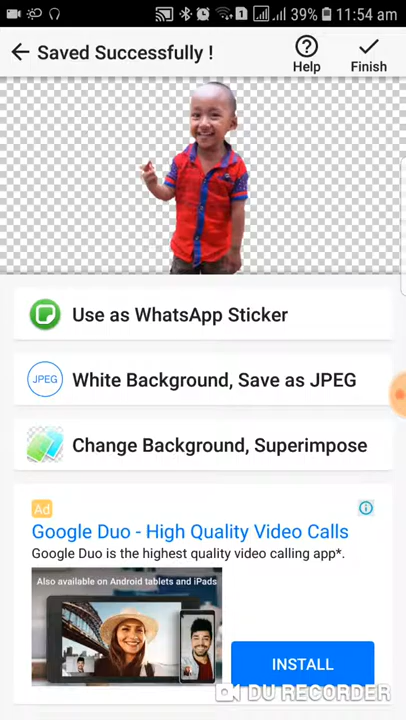 39% 11:54 am
Saved Successfully !
Help
Finish
Use as WhatsApp Sticker
JPEG
White Background, Save as JPEG
Change Background, Superimpose
Ad
Google Duo - High Quality Video Calls
Google Duo is the highest quality video calling app*.
Also available on Android tablets and iPads
INSTALL
DU RECORDER